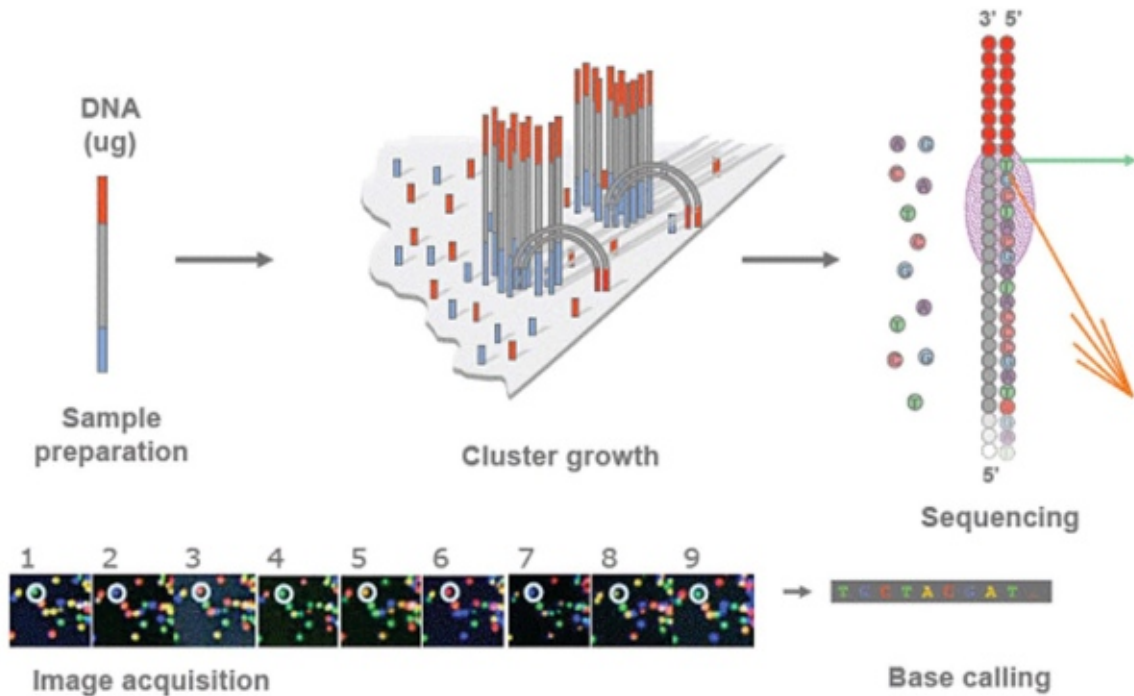 3' 5'
DNA
(ug)
A G
C
A
T
C
G
A
T
C G
T
Sample
preparation
Cluster growth
5'
Sequencing
1 2 3 4 5 6 7 8 9
T G C T A C G A T ...
Image acquisition
Base calling